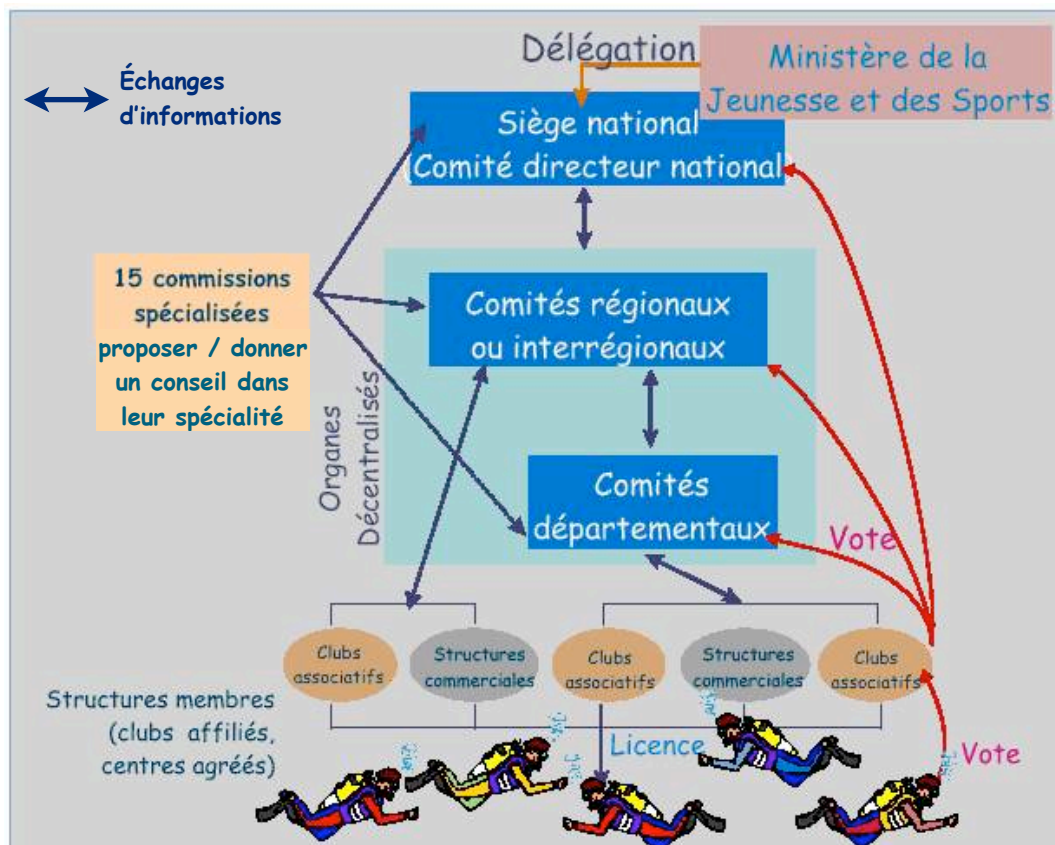 Délégation
Ministère de la
Jeunesse et des Sports
Échanges
d'informations
Siège national
(Comité directeur national)
15 commissions
spécialisées
proposer / donner
un conseil dans
leur spécialité
Comités régionaux
ou interrégionaux
Organes
Décentralisés
Comités
départementaux
Vote
Clubs
associatifs
Structures
commerciales
Clubs
associatifs
Structures
commerciales
Clubs
associatifs
Structures membres
(clubs affiliés,
centres agréés)
Licence
Vote